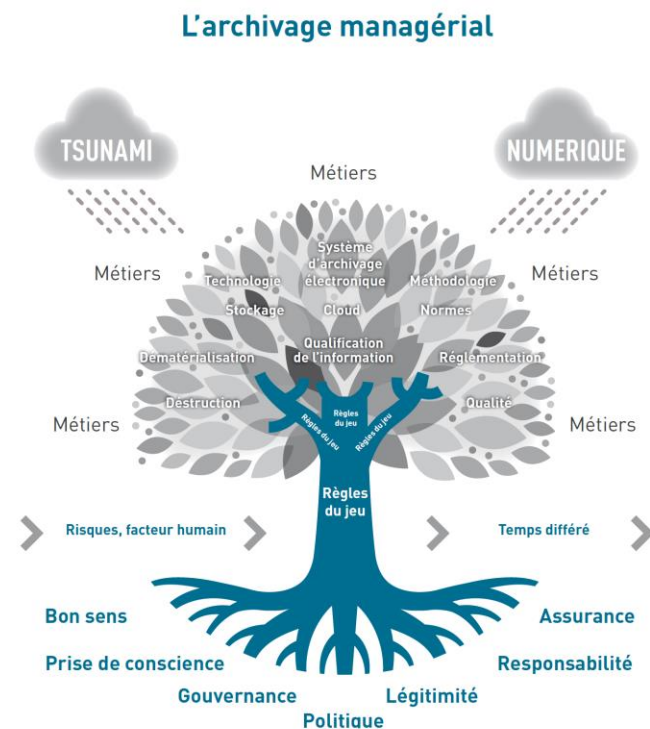 L'archivage managérial
TSUNAMI
NUMERIQUE
Métiers
Système
d'archivage
électronique
Métiers
Technologie
Méthodologie
Métiers
Stockage
Cloud
Normes
Qualification
de l'information
Dématérialisation
Réglémentation
Déstruction
Qualité
Métiers
Métiers
Règles
du jeu
Règles du jeu
Règles du jeu
Règles
du jeu
Risques, facteur humain
Temps différé
Bon sens
Assurance
Prise de conscience
Responsabilité
Gouvernance
Légitimité
Politique